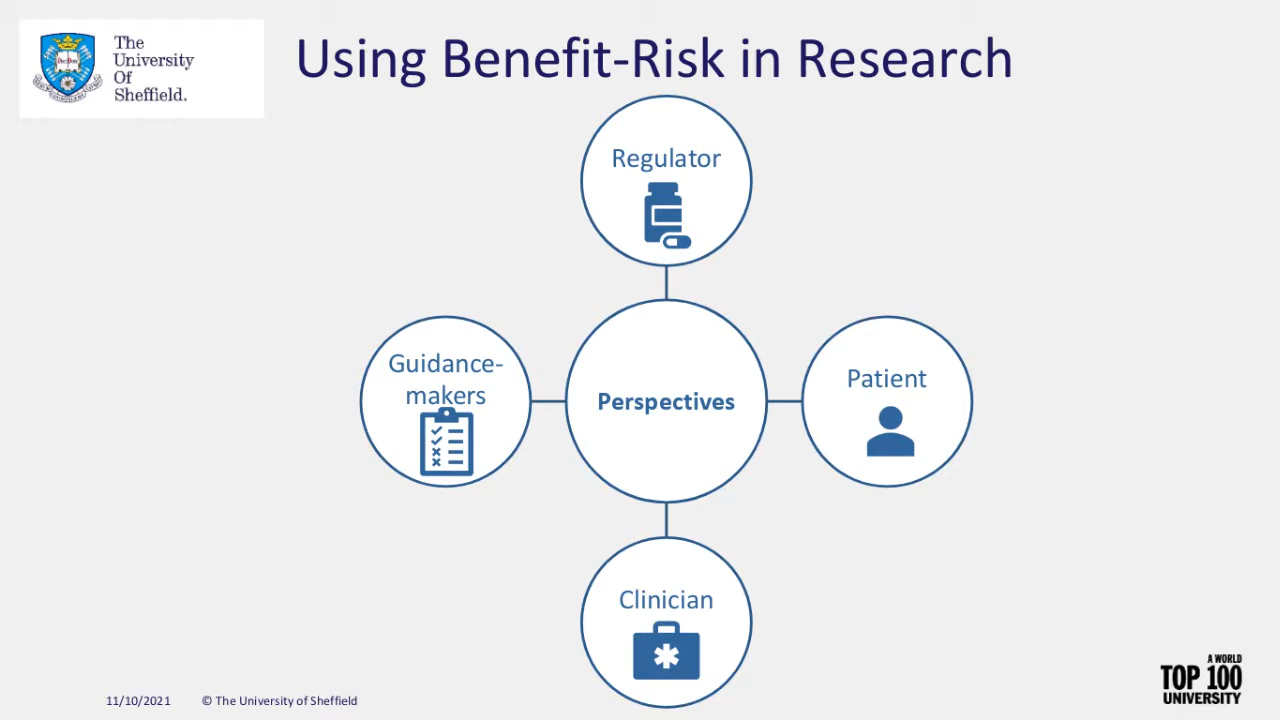 The
University
Of
Sheffield.
Using Benefit-Risk in Research
Regulator
Guidance-
makers
Perspectives
Patient
Clinician
11/10/2021
© The University of Sheffield
A WORLD
TOP 100
UNIVERSITY